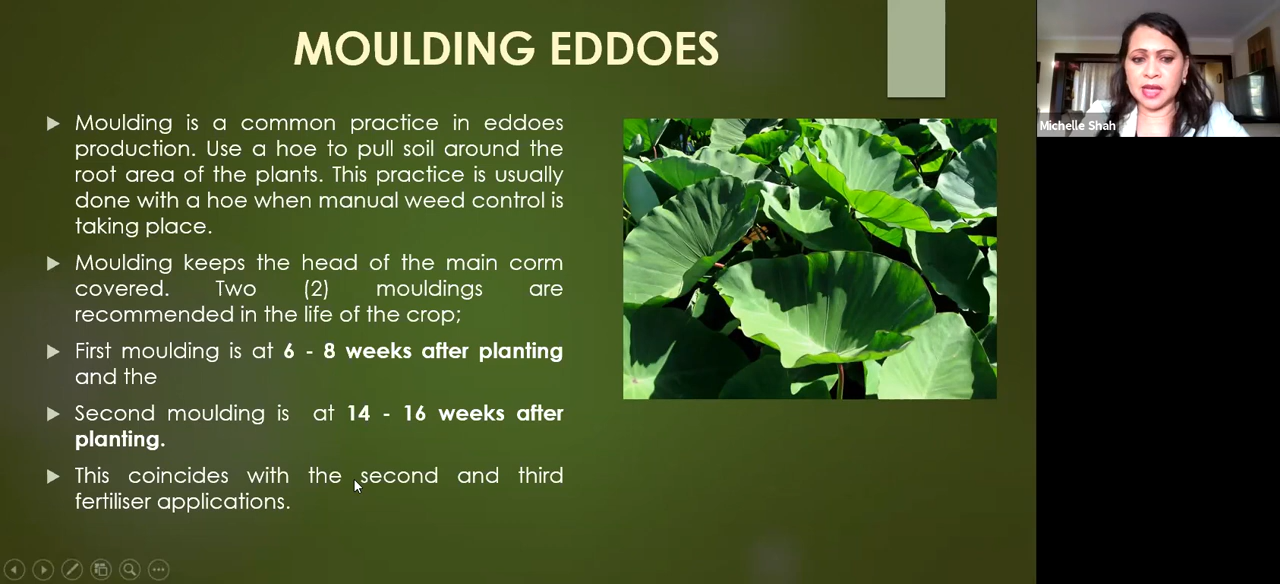 MOULDING EDDOES
Moulding is a common practice in eddoes
production. Use a hoe to pull soil around the
root area of the plants. This practice is usually
done with a hoe when manual weed control is
taking place.
Moulding keeps the head of the main corm
covered. Two (2) mouldings are
recommended in the life of the crop;
First moulding is at 6 - 8 weeks after planting
and the
Second moulding is at 14 - 16 weeks after
planting.
This coincides with the second and third
fertiliser applications.
Michelle Shah